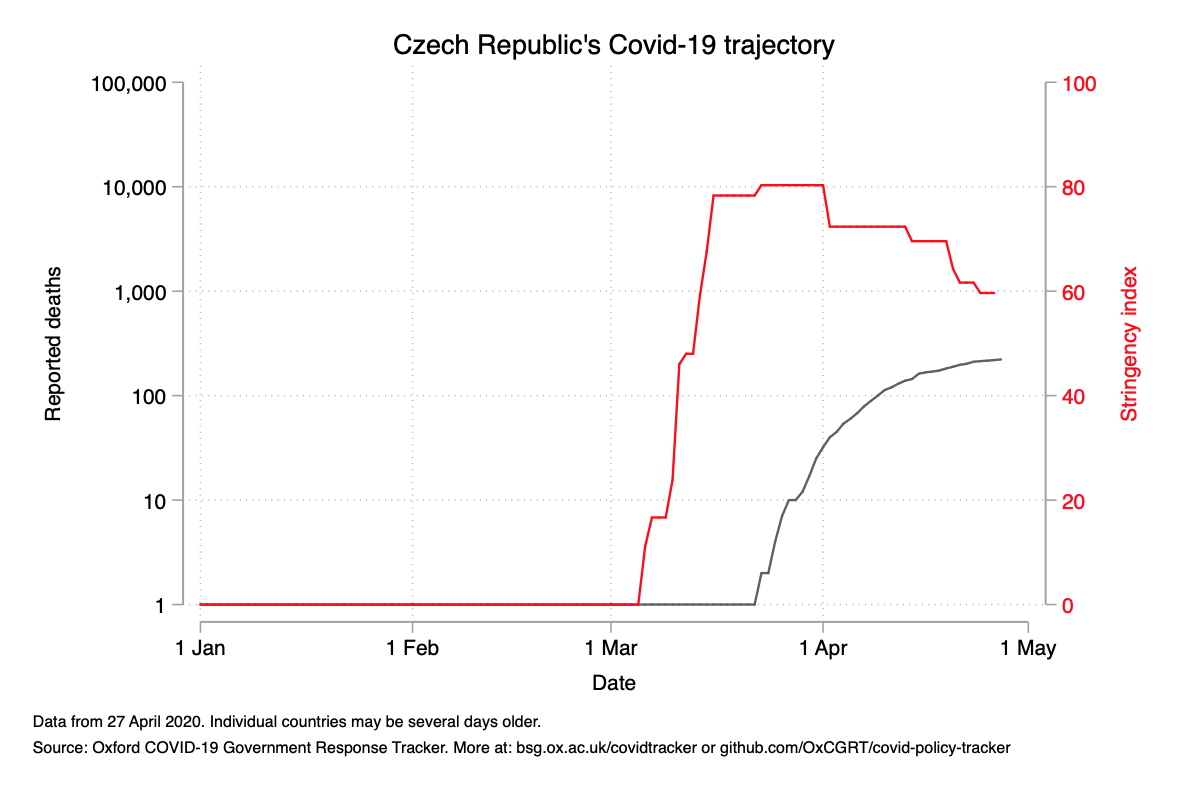 Czech Republic's Covid-19 trajectory
100,000
10,000
1,000
100
10
1
Reported deaths
100
80
60
40
20
0
Stringency index
1 Jan
1 Feb
1 Mar
1 Apr
1 May
Date
Data from 27 April 2020. Individual countries may be several days older.
Source: Oxford COVID-19 Government Response Tracker. More at: bsg.ox.ac.uk/covidtracker or github.com/OxCGRT/covid-policy-tracker